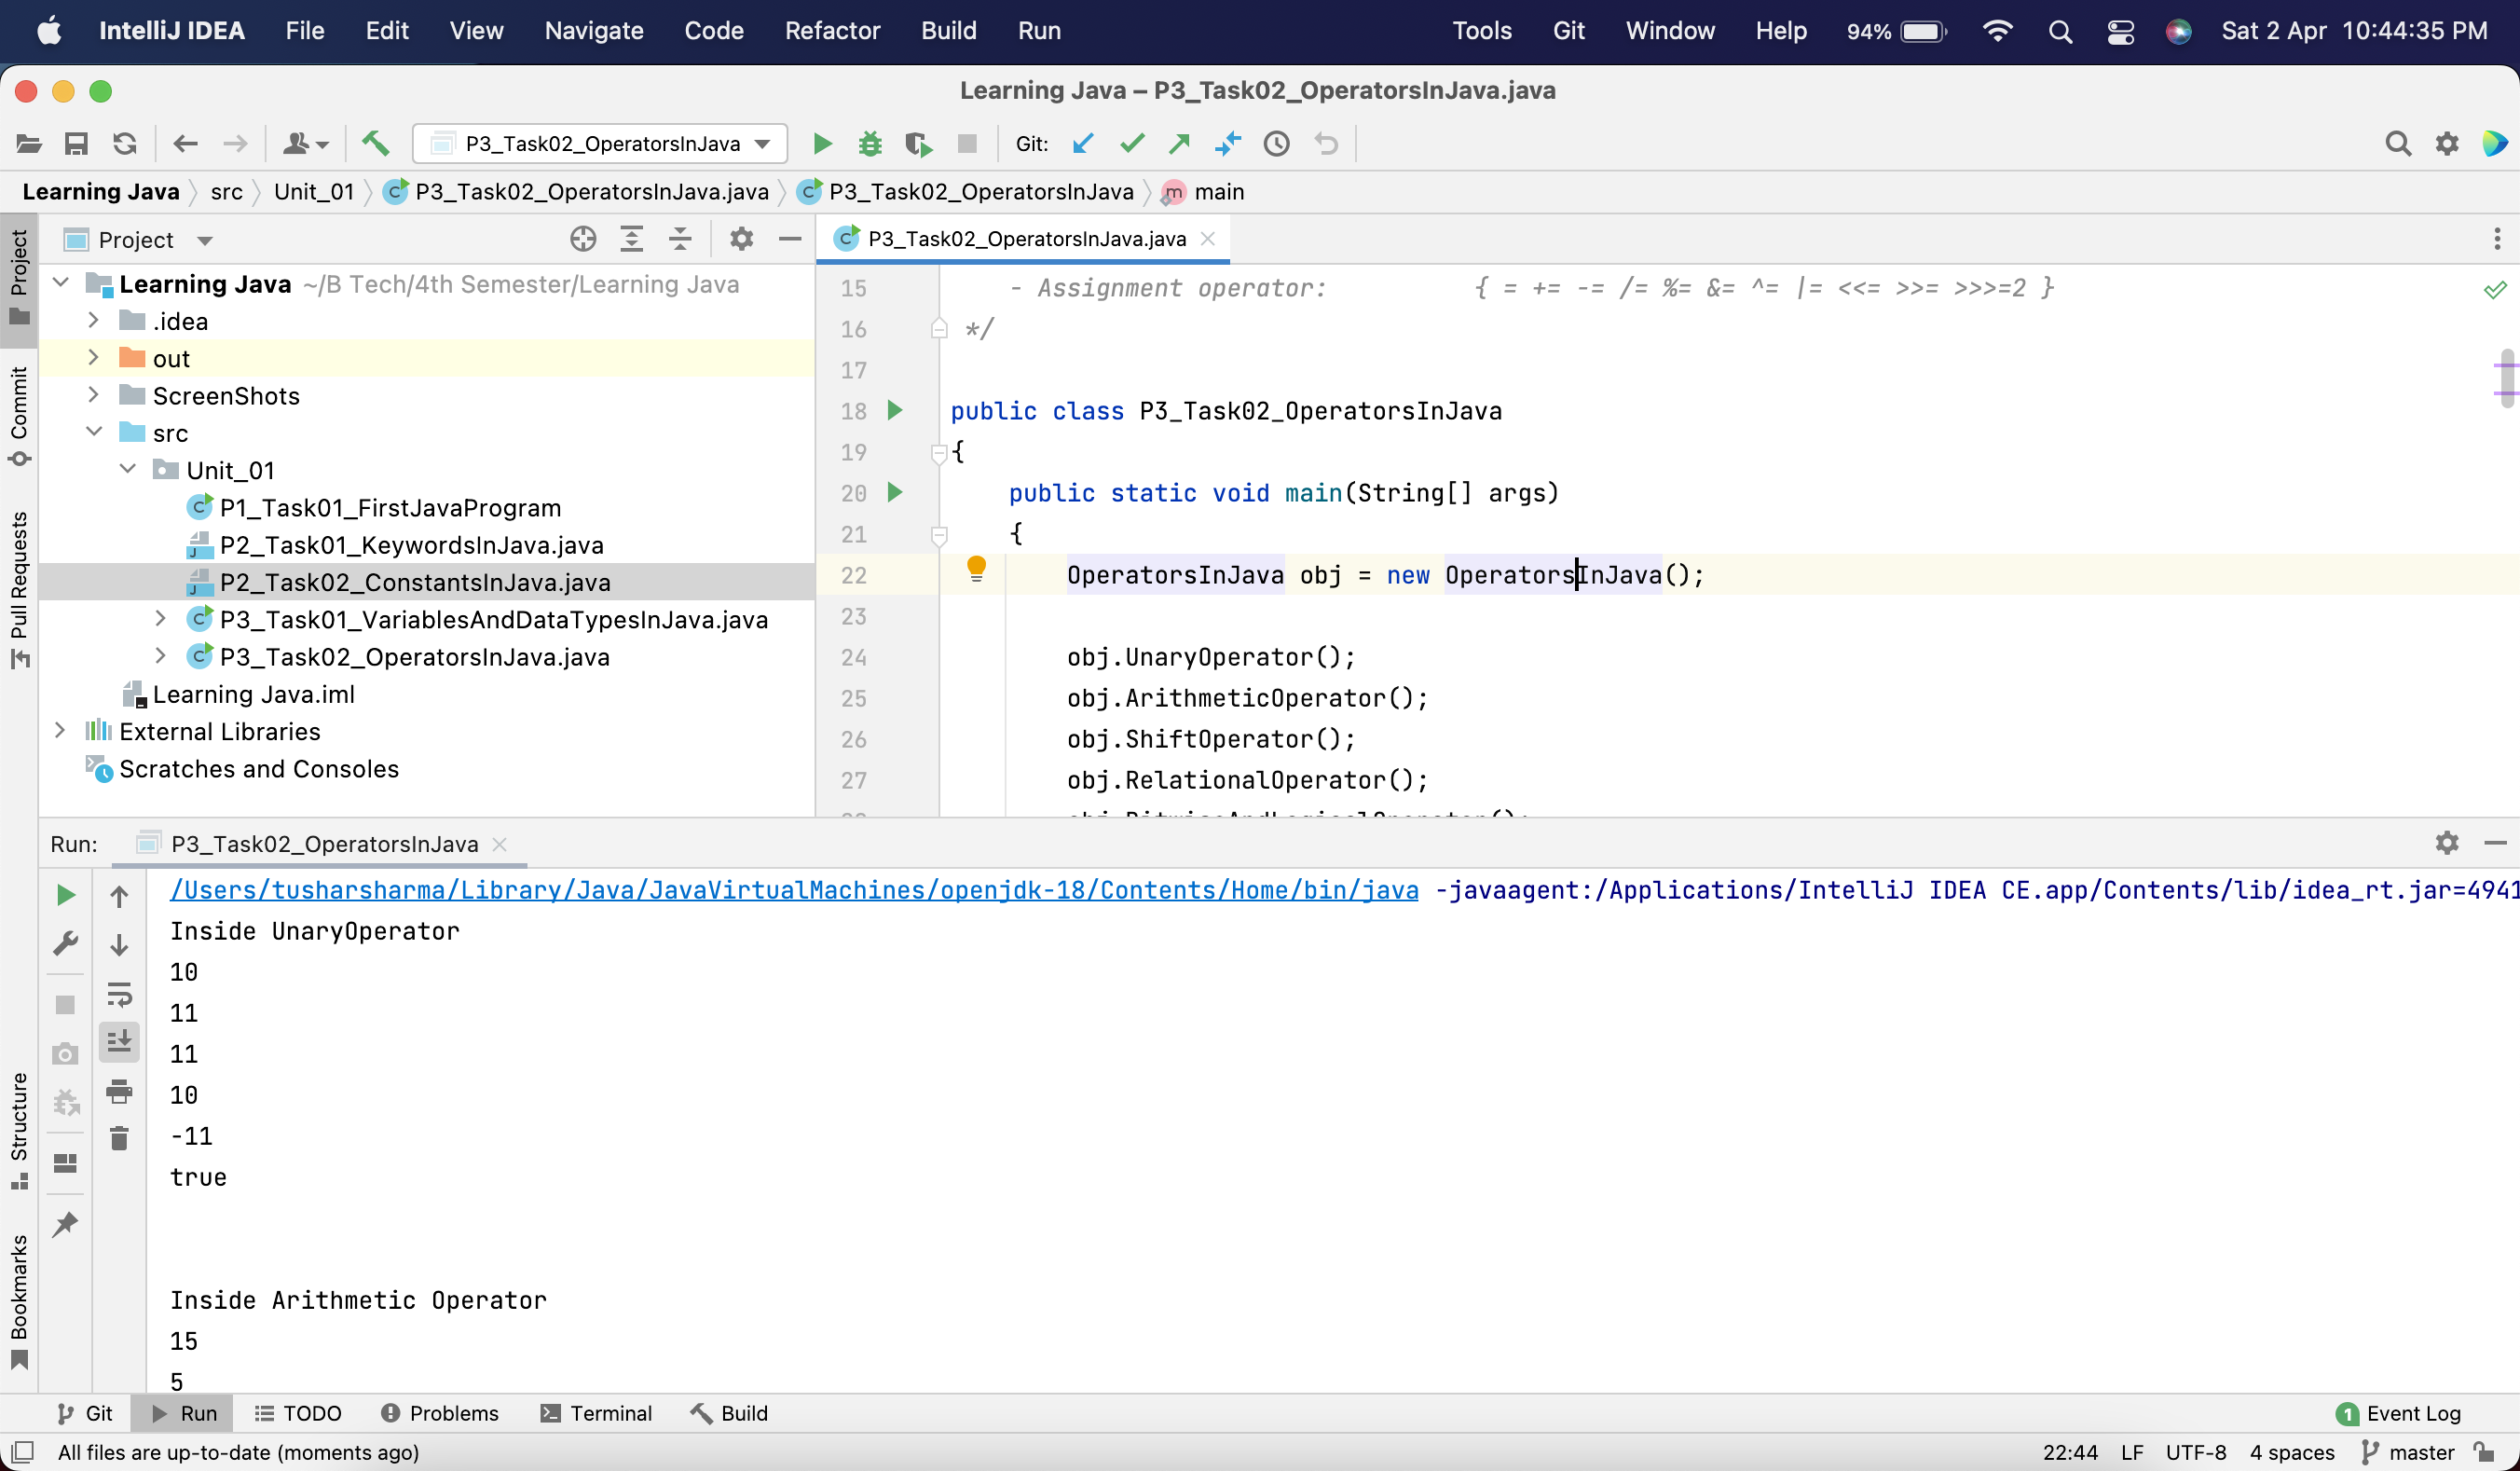 IntelliJ IDEA File Edit View Navigate Code Refactor Build Run Tools Git Window Help 94% Sat 2 Apr 10:44:35 PM
Learning Java – P3_Task02_OperatorsInJava.java
P3_Task02_OperatorsInJava Git:
Learning Java src Unit_01 P3_Task02_OperatorsInJava.java P3_Task02_OperatorsInJava main
Project
Commit
Pull Requests
Structure
Bookmarks
Project
Learning Java ~/B Tech/4th Semester/Learning Java
.idea
out
ScreenShots
src
Unit_01
P1_Task01_FirstJavaProgram
P2_Task01_KeywordsInJava.java
P2_Task02_ConstantsInJava.java
P3_Task01_VariablesAndDataTypesInJava.java
P3_Task02_OperatorsInJava.java
Learning Java.iml
External Libraries
Scratches and Consoles
P3_Task02_OperatorsInJava.java
15 - Assignment operator: { = += -= /= %= &= ^= |= <<= >>= >>>=2 }
16 */
17
18 public class P3_Task02_OperatorsInJava
19 {
20 public static void main(String[] args)
21 {
22 OperatorsInJava obj = new OperatorsInJava();
23
24 obj.UnaryOperator();
25 obj.ArithmeticOperator();
26 obj.ShiftOperator();
27 obj.RelationalOperator();
Run: P3_Task02_OperatorsInJava
/Users/tusharsharma/Library/Java/JavaVirtualMachines/openjdk-18/Contents/Home/bin/java -javaagent:/Applications/IntelliJ IDEA CE.app/Contents/lib/idea_rt.jar=4941
Inside UnaryOperator
10
11
11
10
-11
true
Inside Arithmetic Operator
15
5
Git Run TODO Problems Terminal Build 1 Event Log
All files are up-to-date (moments ago) 22:44 LF UTF-8 4 spaces master